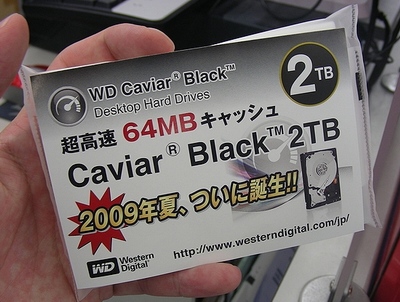 WD Caviar® Black™
Desktop Hard Drives
2TB
超高速 64MB キャッシュ
Caviar® Black™ 2TB
2009年夏、ついに誕生!!
WD Western Digital®
http://www.westerndigital.com/jp/